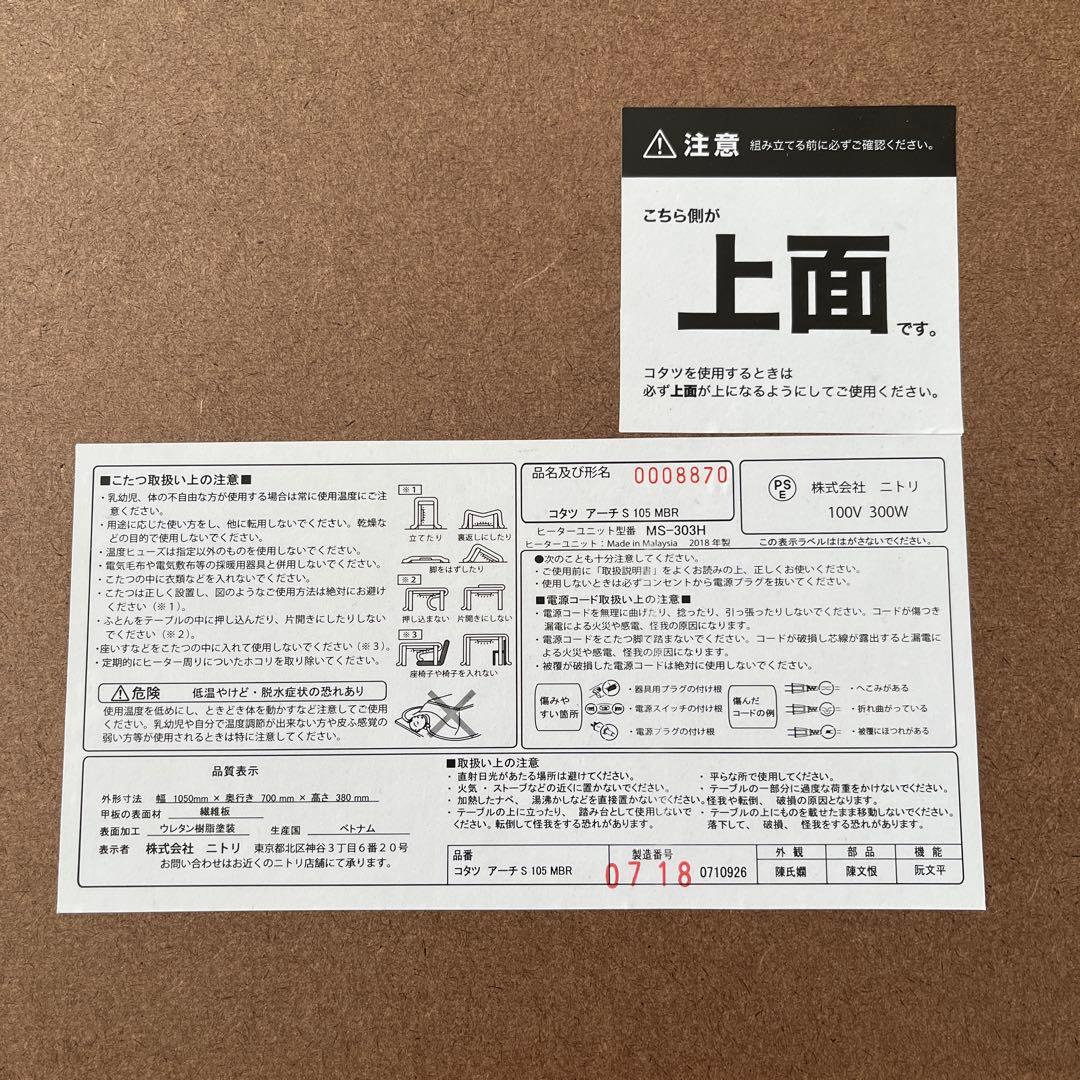 注意 組み立てる前に必ずご確認ください。
こちら側が
上面です。
コタツを使用するときは
必ず上面が上になるようにしてご使用ください。
■こたつ取扱い上の注意■
・乳幼児、体の不自由な方が使用する場合は常に使用温度にご注
意ください。
・用途に応じた使い方をし、他に転用しないでください。乾燥な
どの目的で使用しないでください。
・温度ヒューズは指定以外のものを使用しないでください。
・電気毛布や電気敷布等の採暖用器具と併用しないでください。
・こたつの中に衣類などを入れないでください。
・こたつは正しく設置し、図のようなご使用方法は絶対にお避け
ください（※1）。
・ふとんをテーブルの中に押し込んだり、片開きにしたりしない
でください（※2）。
・座いすなどをこたつの中に入れて使用しないでください（※3）。
・定期的にヒーター周りについたホコリを取り除いてください。
※1
立てたり 裏返しにしたり
脚をはずしたり
※2
押し込まない 片開きにしない
※3
座椅子や椅子を入れない
危険 低温やけど・脱水症状の恐れあり
使用温度を低めにし、ときどき体を動かすなど注意してご使用
ください。乳幼児や自分で温度調節が出来ない方や皮ふ感覚の
弱い方等が使用されるときは特に注意してください。
品名及び形名 0008870
コタツ アーチ S 105 MBR
ヒーターユニット型番 MS-303H
ヒーターユニット：Made in Malaysia 2018 年製
PS
E
株式会社 ニトリ
100V 300W
この表示ラベルははがさないでください。
●次のことも十分注意してください。
・ご使用前に「取扱説明書」をよくお読みの上、正しくお使いください。
・使用しないときは必ずコンセントから電源プラグを抜いてください。
■電源コード取扱い上の注意■
・電源コードを無理に曲げたり、捻ったり、引っ張ったりしないでください。コードが傷つき
漏電による火災や感電、怪我の原因になります。
・電源コードをこたつ脚で踏まないでください。コードが破損し芯線が露出すると漏電に
よる火災や感電、怪我の原因になります。
・被覆が破損した電源コードは絶対に使用しないでください。
傷みや
すい箇所
・器具用プラグの付け根
・電源スイッチの付け根
・電源プラグの付け根
傷んだ
コードの例
・へこみがある
・折れ曲がっている
・被覆にほつれがある
品質表示
外形寸法 幅 1050mm × 奥行き 700 mm × 高さ 380 mm
甲板の表面材 繊維板
表面加工 ウレタン樹脂塗装 生産国 ベトナム
表示者 株式会社 ニトリ 東京都北区神谷3丁目6番20号
お問い合わせはお近くのニトリ店舗にて承ります。
■取扱い上の注意
・直射日光があたる場所は避けてください。
・火気・ストーブなどの近くに置かないでください。
・加熱したナベ、湯沸かしなどを直接置かないでください。
・テーブルの上に立ったり、踏み台として使用しないで
ください。転倒して怪我をする恐れがあります。
・平らな所で使用してください。
・テーブルの一部分に過度な荷重をかけないでください。
怪我や転倒、破損の原因となります。
・テーブルの上にものを載せたまま移動しないでください。
落下して、破損、怪我をする恐れがあります。
品番
コタツ アーチ S 105 MBR
製造番号
0718 0710926
外観 部品 機能
陳氏嫻 陳文恨 阮文平